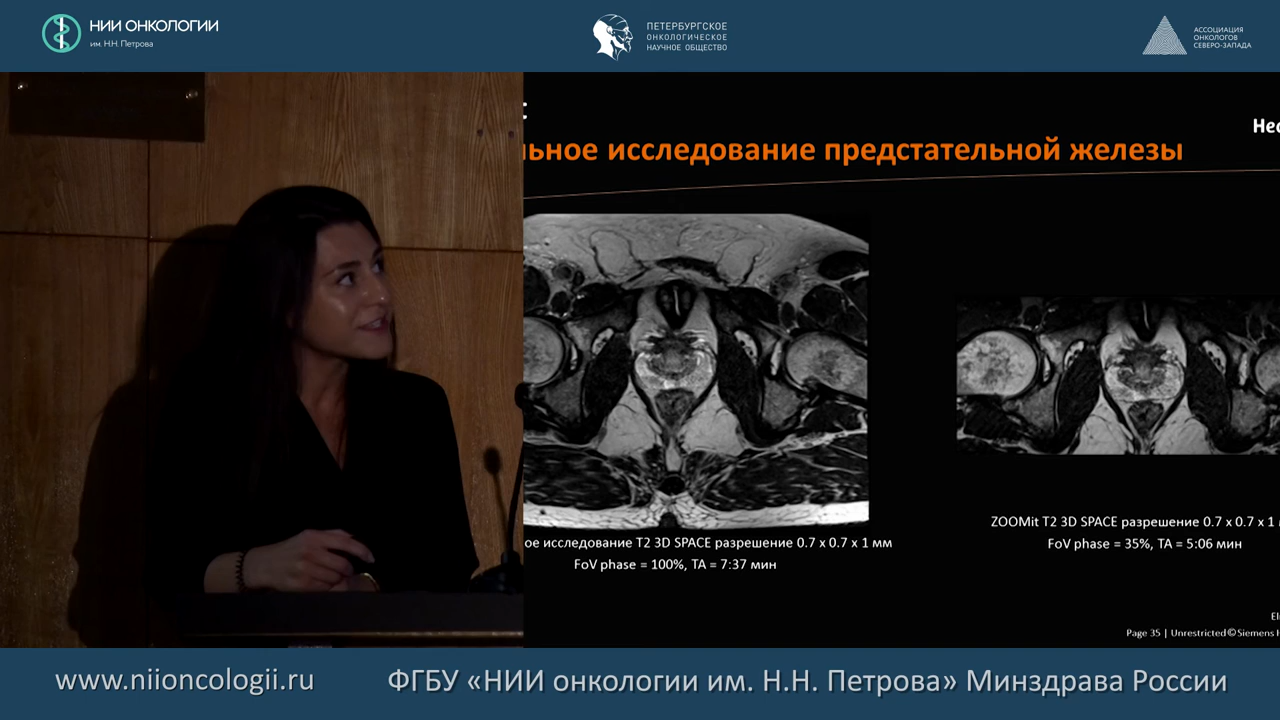 НИИ ОНКОЛОГИИ
им. Н.Н. Петрова
ПЕТЕРБУРГСКОЕ
ОНКОЛОГИЧЕСКОЕ
НАУЧНОЕ ОБЩЕСТВО
АССОЦИАЦИЯ
ОНКОЛОГОВ
СЕВЕРО-ЗАПАДА
Нео
льное исследование предстательной железы
ое исследование T2 3D SPACE разрешение 0.7 x 0.7 x 1 мм
FoV phase = 100%, TA = 7:37 мин
ZOOMit T2 3D SPACE разрешение 0.7 x 0.7 x 1
FoV phase = 35%, TA = 5:06 мин
El
Page 35 | Unrestricted © Siemens H
www.niioncologii.ru
ФГБУ «НИИ онкологии им. Н.Н. Петрова» Минздрава России